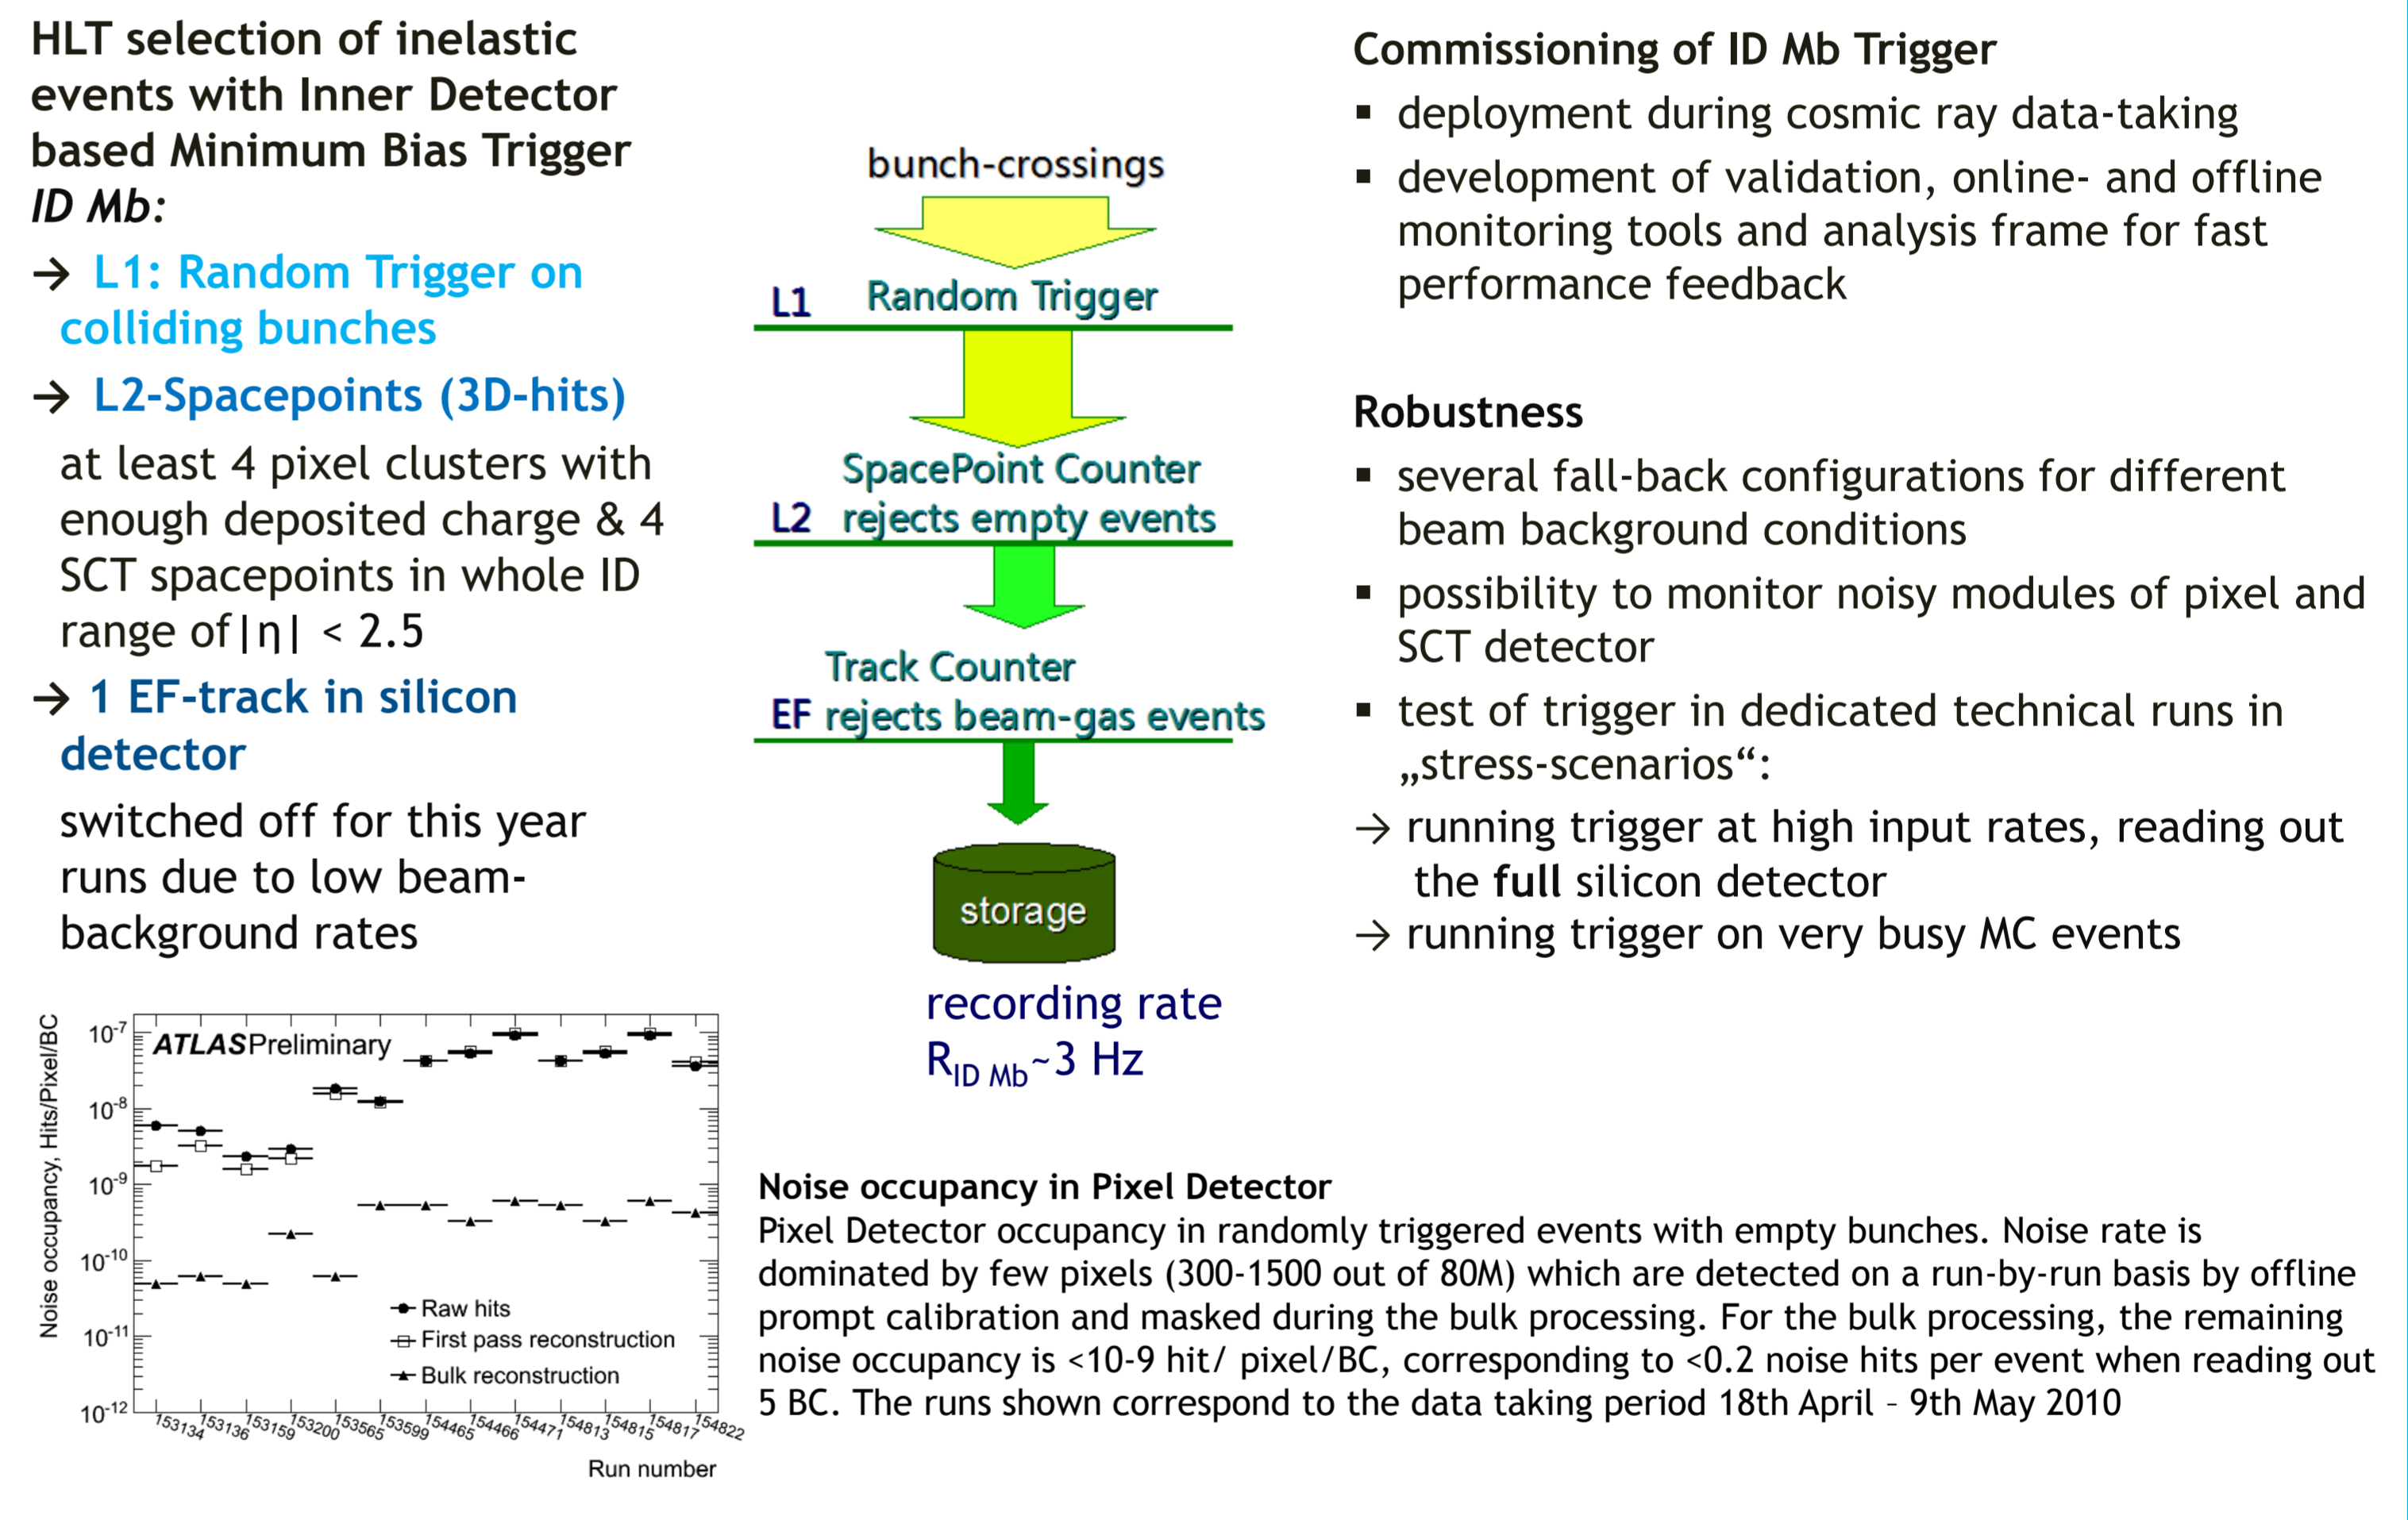 HLT selection of inelastic
events with Inner Detector
based Minimum Bias Trigger
ID Mb:
→ L1: Random Trigger on
colliding bunches
→ L2-Spacepoints (3D-hits)
at least 4 pixel clusters with
enough deposited charge & 4
SCT spacepoints in whole ID
range of|η| < 2.5
→ 1 EF-track in silicon
detector
switched off for this year
runs due to low beam-
background rates
bunch-crossings
L1 Random Trigger
SpacePoint Counter
L2 rejects empty events
Track Counter
EF rejects beam-gas events
storage
recording rate
R_ID Mb~3 Hz
Commissioning of ID Mb Trigger
▪ deployment during cosmic ray data-taking
▪ development of validation, online- and offline
monitoring tools and analysis frame for fast
performance feedback
Robustness
▪ several fall-back configurations for different
beam background conditions
▪ possibility to monitor noisy modules of pixel and
SCT detector
▪ test of trigger in dedicated technical runs in
„stress-scenarios“:
→ running trigger at high input rates, reading out
the full silicon detector
→ running trigger on very busy MC events
Noise occupancy, Hits/Pixel/BC
ATLAS Preliminary
10^-7
10^-8
10^-9
10^-10
10^-11
10^-12
Raw hits
First pass reconstruction
Bulk reconstruction
153134 153136 153159 153200 153565 153599 154465 154466 154471 154813 154815 154817 154822
Run number
Noise occupancy in Pixel Detector
Pixel Detector occupancy in randomly triggered events with empty bunches. Noise rate is
dominated by few pixels (300-1500 out of 80M) which are detected on a run-by-run basis by offline
prompt calibration and masked during the bulk processing. For the bulk processing, the remaining
noise occupancy is <10-9 hit/ pixel/BC, corresponding to <0.2 noise hits per event when reading out
5 BC. The runs shown correspond to the data taking period 18th April – 9th May 2010